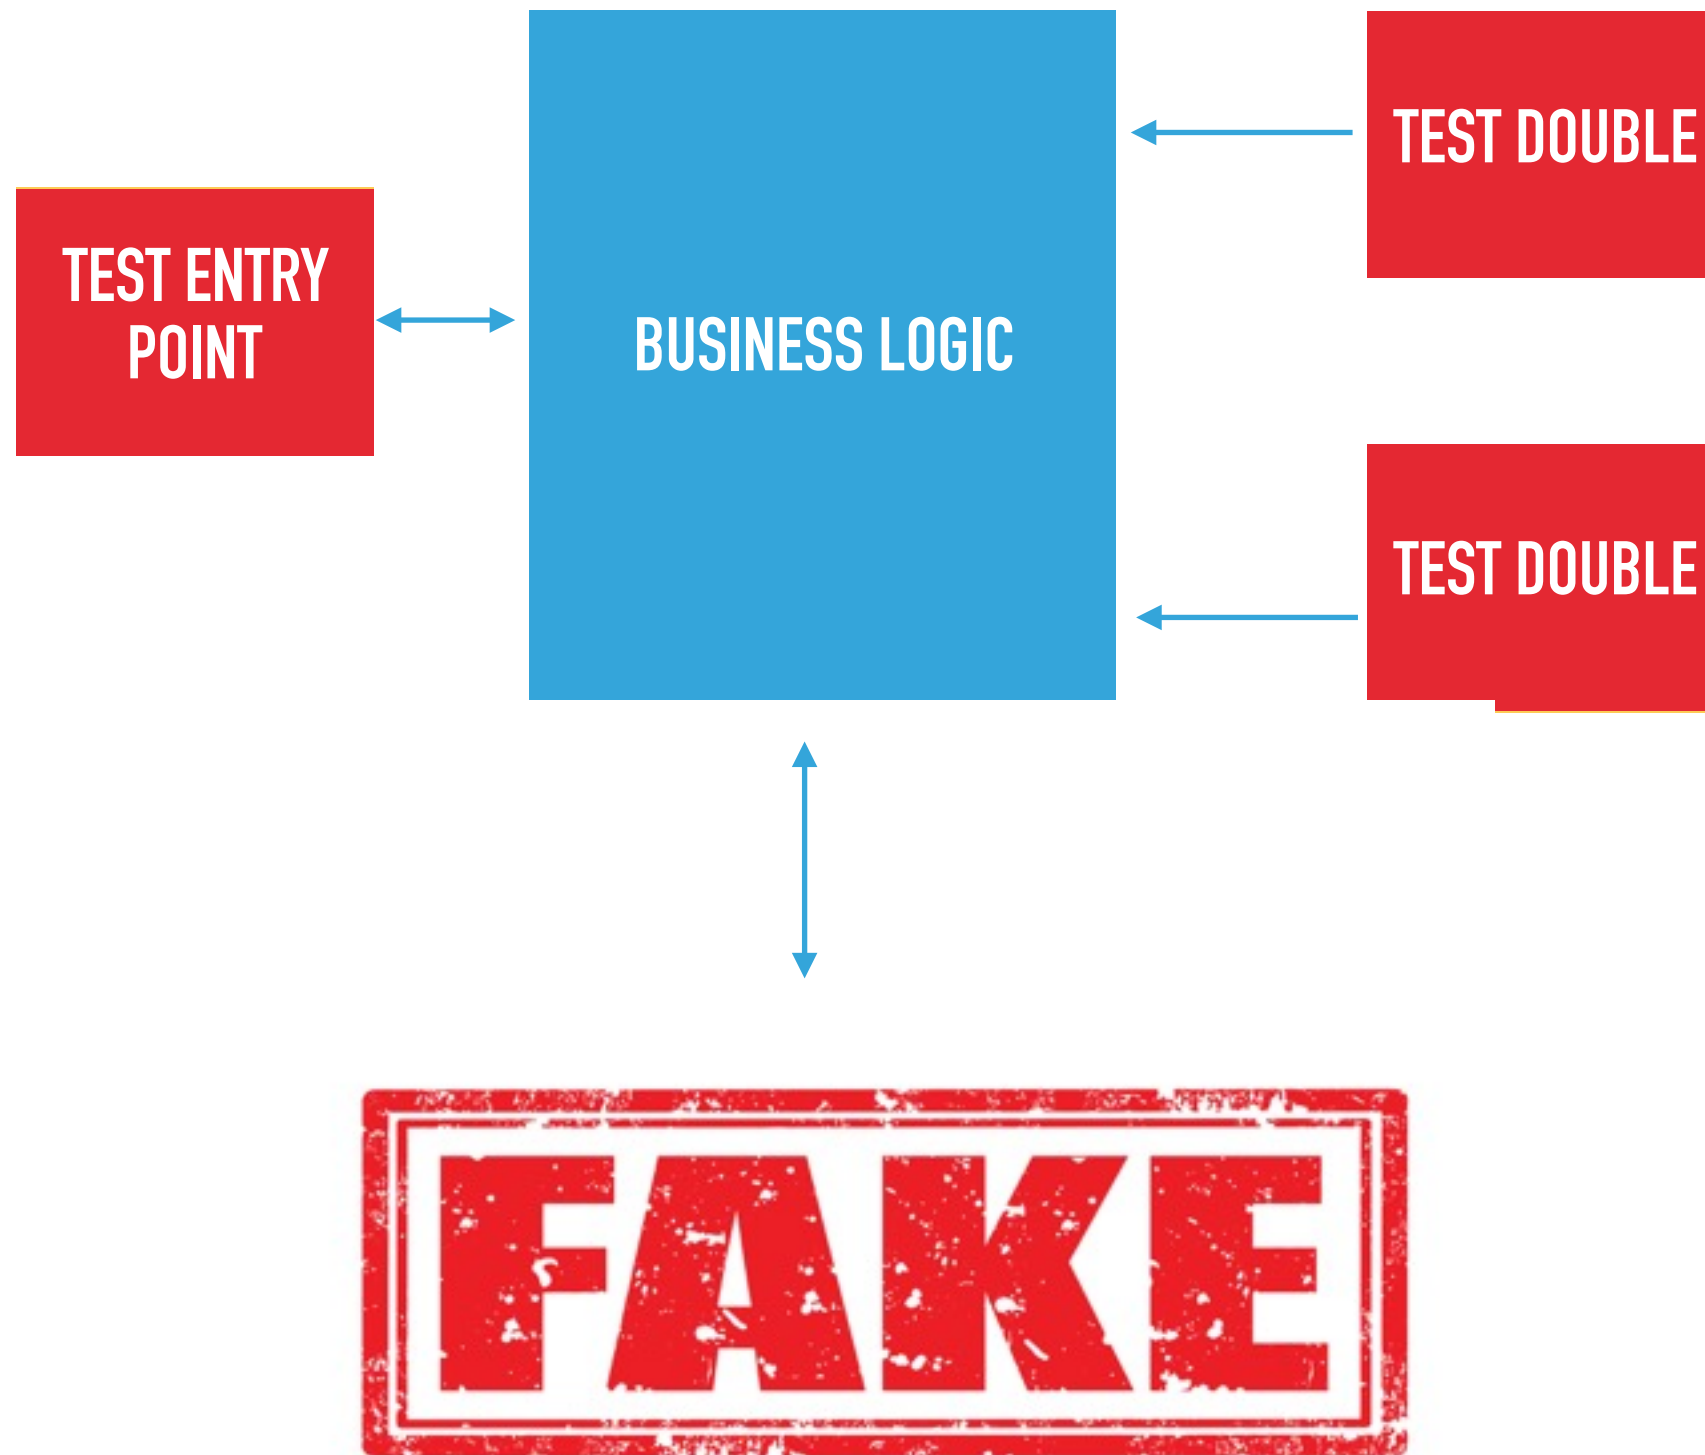 TEST DOUBLE
TEST ENTRY
POINT
BUSINESS LOGIC
TEST DOUBLE
FAKE